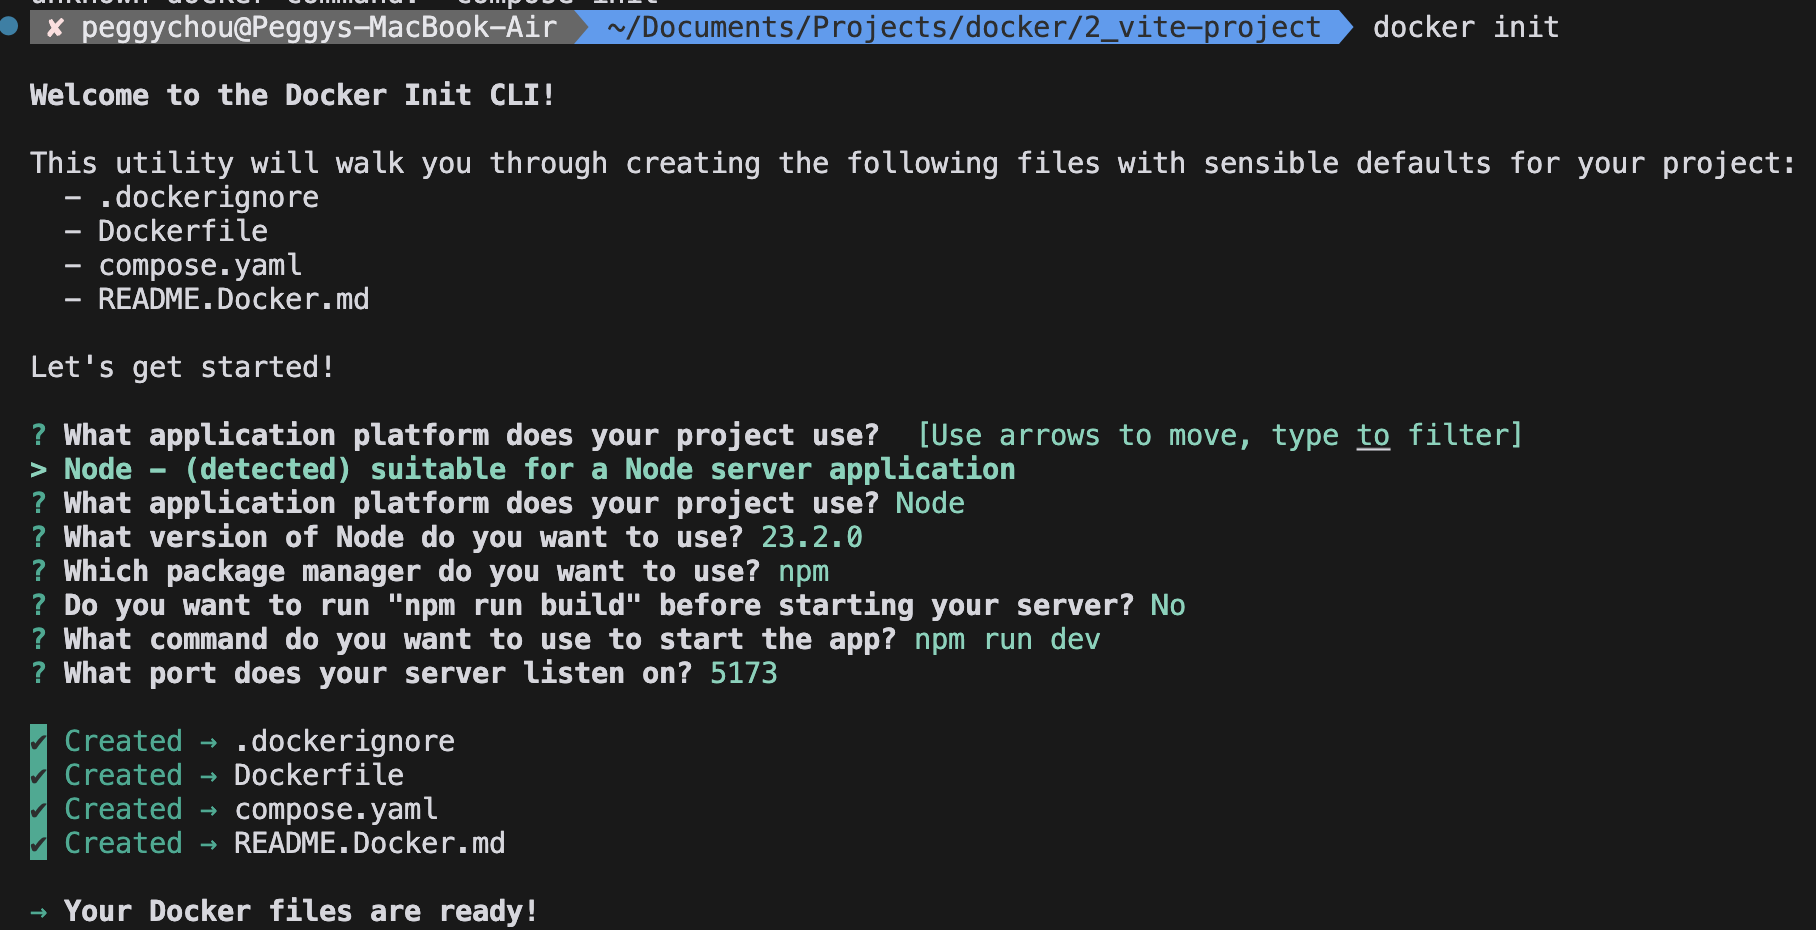 unknown docker command: "compose init"
✘ peggychou@Peggys-MacBook-Air ~/Documents/Projects/docker/2_vite-project docker init
Welcome to the Docker Init CLI!
This utility will walk you through creating the following files with sensible defaults for your project:
- .dockerignore
- Dockerfile
- compose.yaml
- README.Docker.md
Let's get started!
? What application platform does your project use? [Use arrows to move, type to filter]
> Node - (detected) suitable for a Node server application
? What application platform does your project use? Node
? What version of Node do you want to use? 23.2.0
? Which package manager do you want to use? npm
? Do you want to run "npm run build" before starting your server? No
? What command do you want to use to start the app? npm run dev
? What port does your server listen on? 5173
✔ Created → .dockerignore
✔ Created → Dockerfile
✔ Created → compose.yaml
✔ Created → README.Docker.md
→ Your Docker files are ready!